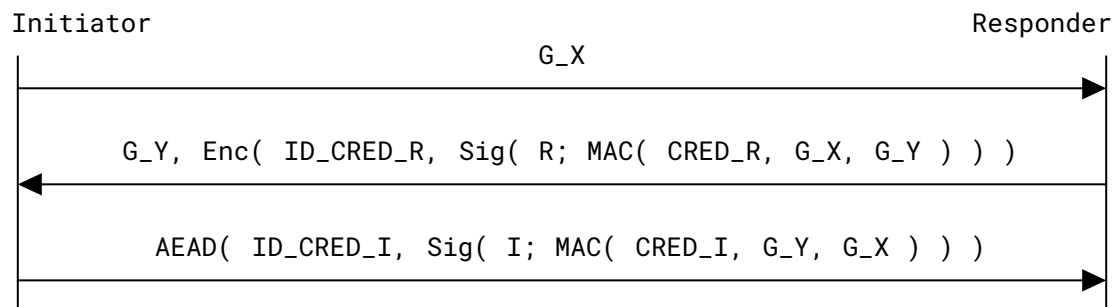 Initiator Responder
G_X
G_Y, Enc( ID_CRED_R, Sig( R; MAC( CRED_R, G_X, G_Y ) ) )
AEAD( ID_CRED_I, Sig( I; MAC( CRED_I, G_Y, G_X ) ) )